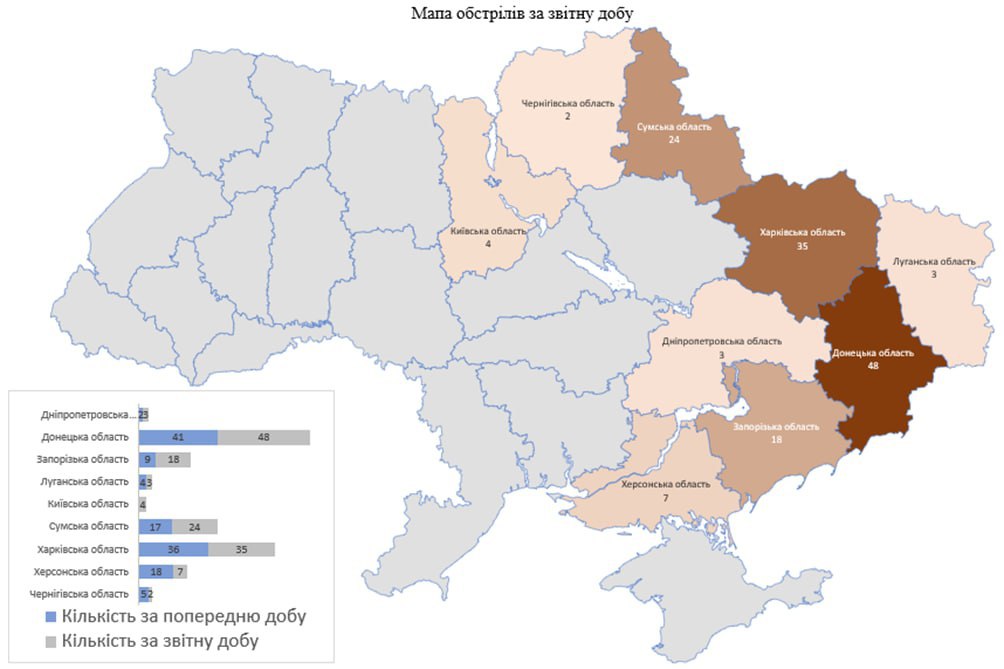 Мапа обстрілів за звітну добу
Чернігівська область
2
Сумська область
24
Київська область
4
Харківська область
35
Луганська область
3
Дніпропетровська область
3
Донецька область
48
Запорізька область
18
Херсонська область
7
Дніпропетровська... 2 3
Донецька область 41 48
Запорізька область 9 18
Луганська область 4 3
Київська область 4
Сумська область 17 24
Харківська область 36 35
Херсонська область 18 7
Чернігівська область 5 2
Кількість за попередню добу
Кількість за звітну добу